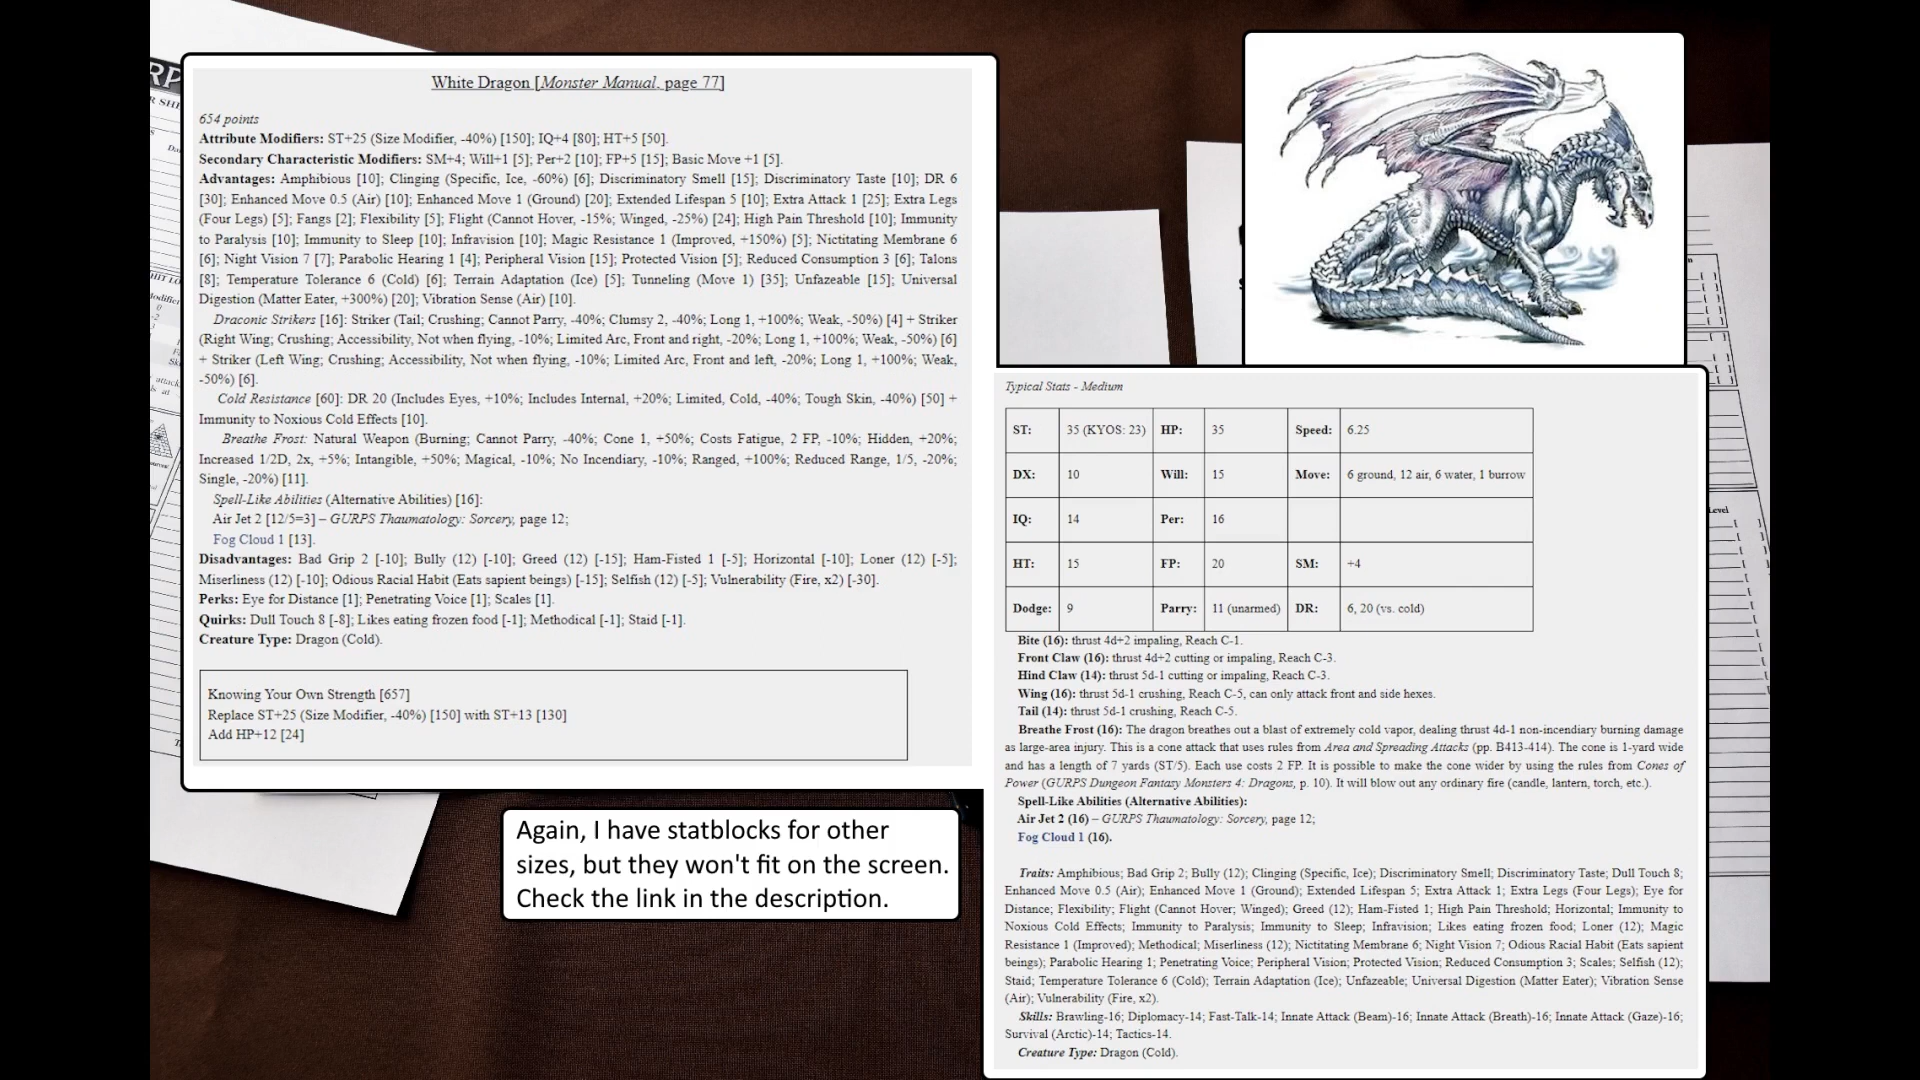 White Dragon [Monster Manual, page 77]
654 points
Attribute Modifiers: ST+25 (Size Modifier, -40%) [150]; IQ+4 [80]; HT+5 [50].
Secondary Characteristic Modifiers: SM+4; Will+1 [5]; Per+2 [10]; FP+5 [15]; Basic Move +1 [5].
Advantages: Amphibious [10]; Clinging (Specific, Ice, -60%) [6]; Discriminatory Smell [15]; Discriminatory Taste [10]; DR 6
[30]; Enhanced Move 0.5 (Air) [10]; Enhanced Move 1 (Ground) [20]; Extended Lifespan 5 [10]; Extra Attack 1 [25]; Extra Legs
(Four Legs) [5]; Fangs [2]; Flexibility [5]; Flight (Cannot Hover, -15%; Winged, -25%) [24]; High Pain Threshold [10]; Immunity
to Paralysis [10]; Immunity to Sleep [10]; Infravision [10]; Magic Resistance 1 (Improved, +150%) [5]; Nictitating Membrane 6
[6]; Night Vision 7 [7]; Parabolic Hearing 1 [4]; Peripheral Vision [15]; Protected Vision [5]; Reduced Consumption 3 [6]; Talons
[8]; Temperature Tolerance 6 (Cold) [6]; Terrain Adaptation (Ice) [5]; Tunneling (Move 1) [35]; Unfazeable [15]; Universal
Digestion (Matter Eater, +300%) [20]; Vibration Sense (Air) [10].
Draconic Strikers [16]: Striker (Tail; Crushing; Cannot Parry, -40%; Clumsy 2, -40%; Long 1, +100%; Weak, -50%) [4] + Striker
(Right Wing; Crushing; Accessibility, Not when flying, -10%; Limited Arc, Front and right, -20%; Long 1, +100%; Weak, -50%) [6]
+ Striker (Left Wing; Crushing; Accessibility, Not when flying, -10%; Limited Arc, Front and left, -20%; Long 1, +100%; Weak,
-50%) [6].
Cold Resistance [60]: DR 20 (Includes Eyes, +10%; Includes Internal, +20%; Limited, Cold, -40%; Tough Skin, -40%) [50] +
Immunity to Noxious Cold Effects [10].
Breathe Frost: Natural Weapon (Burning; Cannot Parry, -40%; Cone 1, +50%; Costs Fatigue, 2 FP, -10%; Hidden, +20%;
Increased 1/2D, 2x, +5%; Intangible, +50%; Magical, -10%; No Incendiary, -10%; Ranged, +100%; Reduced Range, 1/5, -20%;
Single, -20%) [11].
Spell-Like Abilities (Alternative Abilities) [16]:
Air Jet 2 [12/5=3] – GURPS Thaumatology: Sorcery, page 12;
Fog Cloud 1 [13].
Disadvantages: Bad Grip 2 [-10]; Bully (12) [-10]; Greed (12) [-15]; Ham-Fisted 1 [-5]; Horizontal [-10]; Loner (12) [-5];
Miserliness (12) [-10]; Odious Racial Habit (Eats sapient beings) [-15]; Selfish (12) [-5]; Vulnerability (Fire, x2) [-30].
Perks: Eye for Distance [1]; Penetrating Voice [1]; Scales [1].
Quirks: Dull Touch 8 [-8]; Likes eating frozen food [-1]; Methodical [-1]; Staid [-1].
Creature Type: Dragon (Cold).
Knowing Your Own Strength [657]
Replace ST+25 (Size Modifier, -40%) [150] with ST+13 [130]
Add HP+12 [24]
Again, I have statblocks for other
sizes, but they won't fit on the screen.
Check the link in the description.
Typical Stats - Medium
ST: 35 (KYOS: 23) HP: 35 Speed: 6.25
DX: 10 Will: 15 Move: 6 ground, 12 air, 6 water, 1 burrow
IQ: 14 Per: 16
HT: 15 FP: 20 SM: +4
Dodge: 9 Parry: 11 (unarmed) DR: 6, 20 (vs. cold)
Bite (16): thrust 4d+2 impaling, Reach C-1.
Front Claw (16): thrust 4d+2 cutting or impaling, Reach C-3.
Hind Claw (14): thrust 5d-1 cutting or impaling, Reach C-3.
Wing (16): thrust 5d-1 crushing, Reach C-5, can only attack front and side hexes.
Tail (14): thrust 5d-1 crushing, Reach C-5.
Breathe Frost (16): The dragon breathes out a blast of extremely cold vapor, dealing thrust 4d-1 non-incendiary burning damage
as large-area injury. This is a cone attack that uses rules from Area and Spreading Attacks (pp. B413-414). The cone is 1-yard wide
and has a length of 7 yards (ST/5). Each use costs 2 FP. It is possible to make the cone wider by using the rules from Cones of
Power (GURPS Dungeon Fantasy Monsters 4: Dragons, p. 10). It will blow out any ordinary fire (candle, lantern, torch, etc.).
Spell-Like Abilities (Alternative Abilities):
Air Jet 2 (16) – GURPS Thaumatology: Sorcery, page 12;
Fog Cloud 1 (16).
Traits: Amphibious; Bad Grip 2; Bully (12); Clinging (Specific, Ice); Discriminatory Smell; Discriminatory Taste; Dull Touch 8;
Enhanced Move 0.5 (Air); Enhanced Move 1 (Ground); Extended Lifespan 5; Extra Attack 1; Extra Legs (Four Legs); Eye for
Distance; Flexibility; Flight (Cannot Hover; Winged); Greed (12); Ham-Fisted 1; High Pain Threshold; Horizontal; Immunity to
Noxious Cold Effects; Immunity to Paralysis; Immunity to Sleep; Infravision; Likes eating frozen food; Loner (12); Magic
Resistance 1 (Improved); Methodical; Miserliness (12); Nictitating Membrane 6; Night Vision 7; Odious Racial Habit (Eats sapient
beings); Parabolic Hearing 1; Penetrating Voice; Peripheral Vision; Protected Vision; Reduced Consumption 3; Scales; Selfish (12);
Staid; Temperature Tolerance 6 (Cold); Terrain Adaptation (Ice); Unfazeable; Universal Digestion (Matter Eater); Vibration Sense
(Air); Vulnerability (Fire, x2).
Skills: Brawling-16; Diplomacy-14; Fast-Talk-14; Innate Attack (Beam)-16; Innate Attack (Breath)-16; Innate Attack (Gaze)-16;
Survival (Arctic)-14; Tactics-14.
Creature Type: Dragon (Cold).